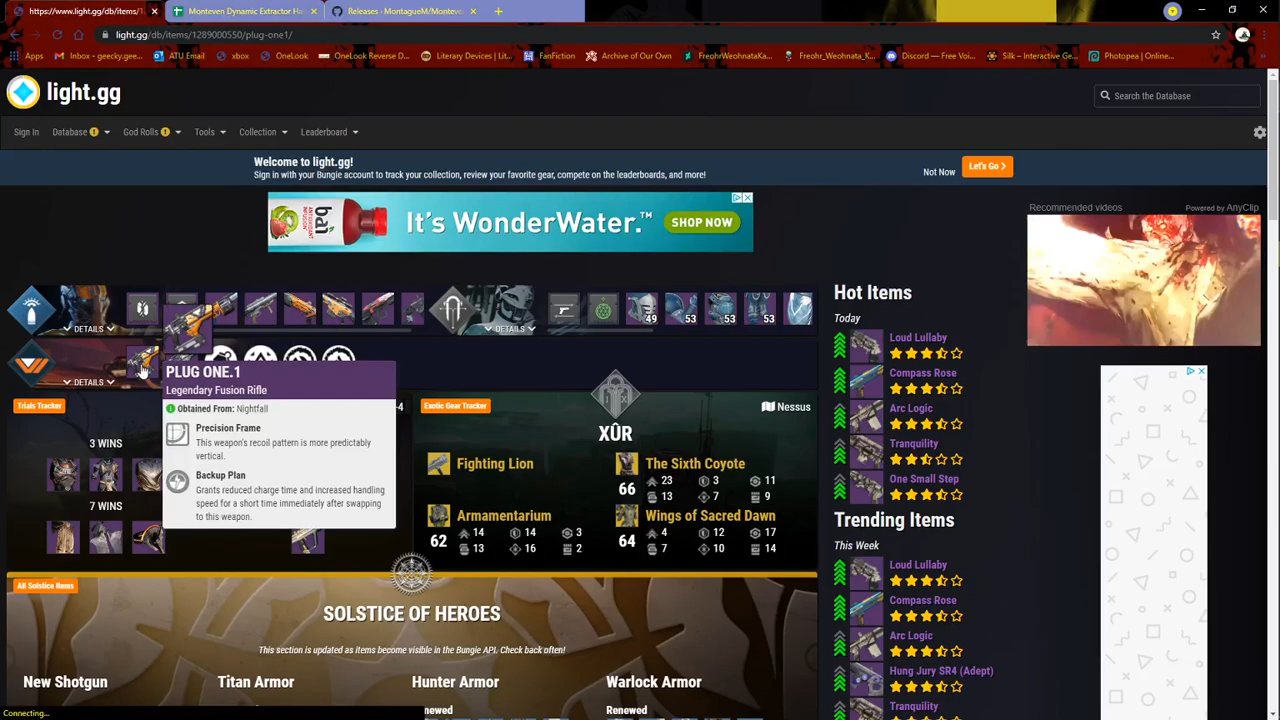 https://www.light.gg/db/items/1
Monteven Dynamic Extractor Ha
Releases - MontagueM/Monteve
light.gg/db/items/1289000550/plug-one1/
Apps
Inbox - geecky.gee...
ATU Email
xbox
OneLook
OneLook Reverse D...
Literary Devices | Lit...
FanFiction
Archive of Our Own
FreohrWeohnataKa...
Freohr_Weohnata_K...
Discord — Free Voi...
Silk – Interactive Ge...
Photopea | Online...
light.gg
Search the Database
Sign In
Database
God Rolls
Tools
Collection
Leaderboard
Welcome to light.gg!
Sign in with your Bungie account to track your collection, review your favorite gear, compete on the leaderboards, and more!
Not Now
Let's Go
bai
ANTIOXIDANT INFUSION
IT'S WONDERWATER.™
SHOP NOW
Recommended videos
Powered by AnyClip
DETAILS
DETAILS
49
53
53
53
DETAILS
PLUG ONE.1
Legendary Fusion Rifle
Obtained From: Nightfall
Precision Frame
This weapon's recoil pattern is more predictably
vertical.
Backup Plan
Grants reduced charge time and increased handling
speed for a short time immediately after swapping
to this weapon.
Trials Tracker
3 WINS
7 WINS
-4
Exotic Gear Tracker
Nessus
XÛR
Fighting Lion
The Sixth Coyote
66
23 3 11
13 7 9
Armamentarium
62
14 14 3
13 16 2
Wings of Sacred Dawn
64
4 12 17
7 10 14
All Solstice Items
SOLSTICE OF HEROES
This section is updated as items become visible in the Bungie API. Check back often!
New Shotgun
Titan Armor
Hunter Armor
Warlock Armor
Renewed
Renewed
Hot Items
Today
Loud Lullaby
Compass Rose
Arc Logic
Tranquility
One Small Step
Trending Items
This Week
Loud Lullaby
Compass Rose
Arc Logic
Hung Jury SR4 (Adept)
Tranquility
Connecting...